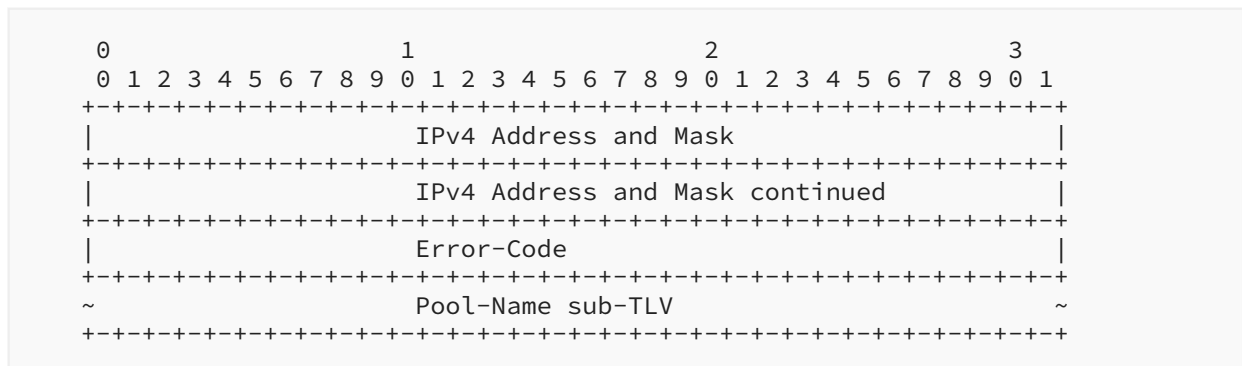 0                   1                   2                   3
 0 1 2 3 4 5 6 7 8 9 0 1 2 3 4 5 6 7 8 9 0 1 2 3 4 5 6 7 8 9 0 1
+-+-+-+-+-+-+-+-+-+-+-+-+-+-+-+-+-+-+-+-+-+-+-+-+-+-+-+-+-+-+-+-+
|                     IPv4 Address and Mask                     |
+-+-+-+-+-+-+-+-+-+-+-+-+-+-+-+-+-+-+-+-+-+-+-+-+-+-+-+-+-+-+-+-+
|                     IPv4 Address and Mask continued           |
+-+-+-+-+-+-+-+-+-+-+-+-+-+-+-+-+-+-+-+-+-+-+-+-+-+-+-+-+-+-+-+-+
|                     Error-Code                                |
+-+-+-+-+-+-+-+-+-+-+-+-+-+-+-+-+-+-+-+-+-+-+-+-+-+-+-+-+-+-+-+-+
~                     Pool-Name sub-TLV                         ~
+-+-+-+-+-+-+-+-+-+-+-+-+-+-+-+-+-+-+-+-+-+-+-+-+-+-+-+-+-+-+-+-+